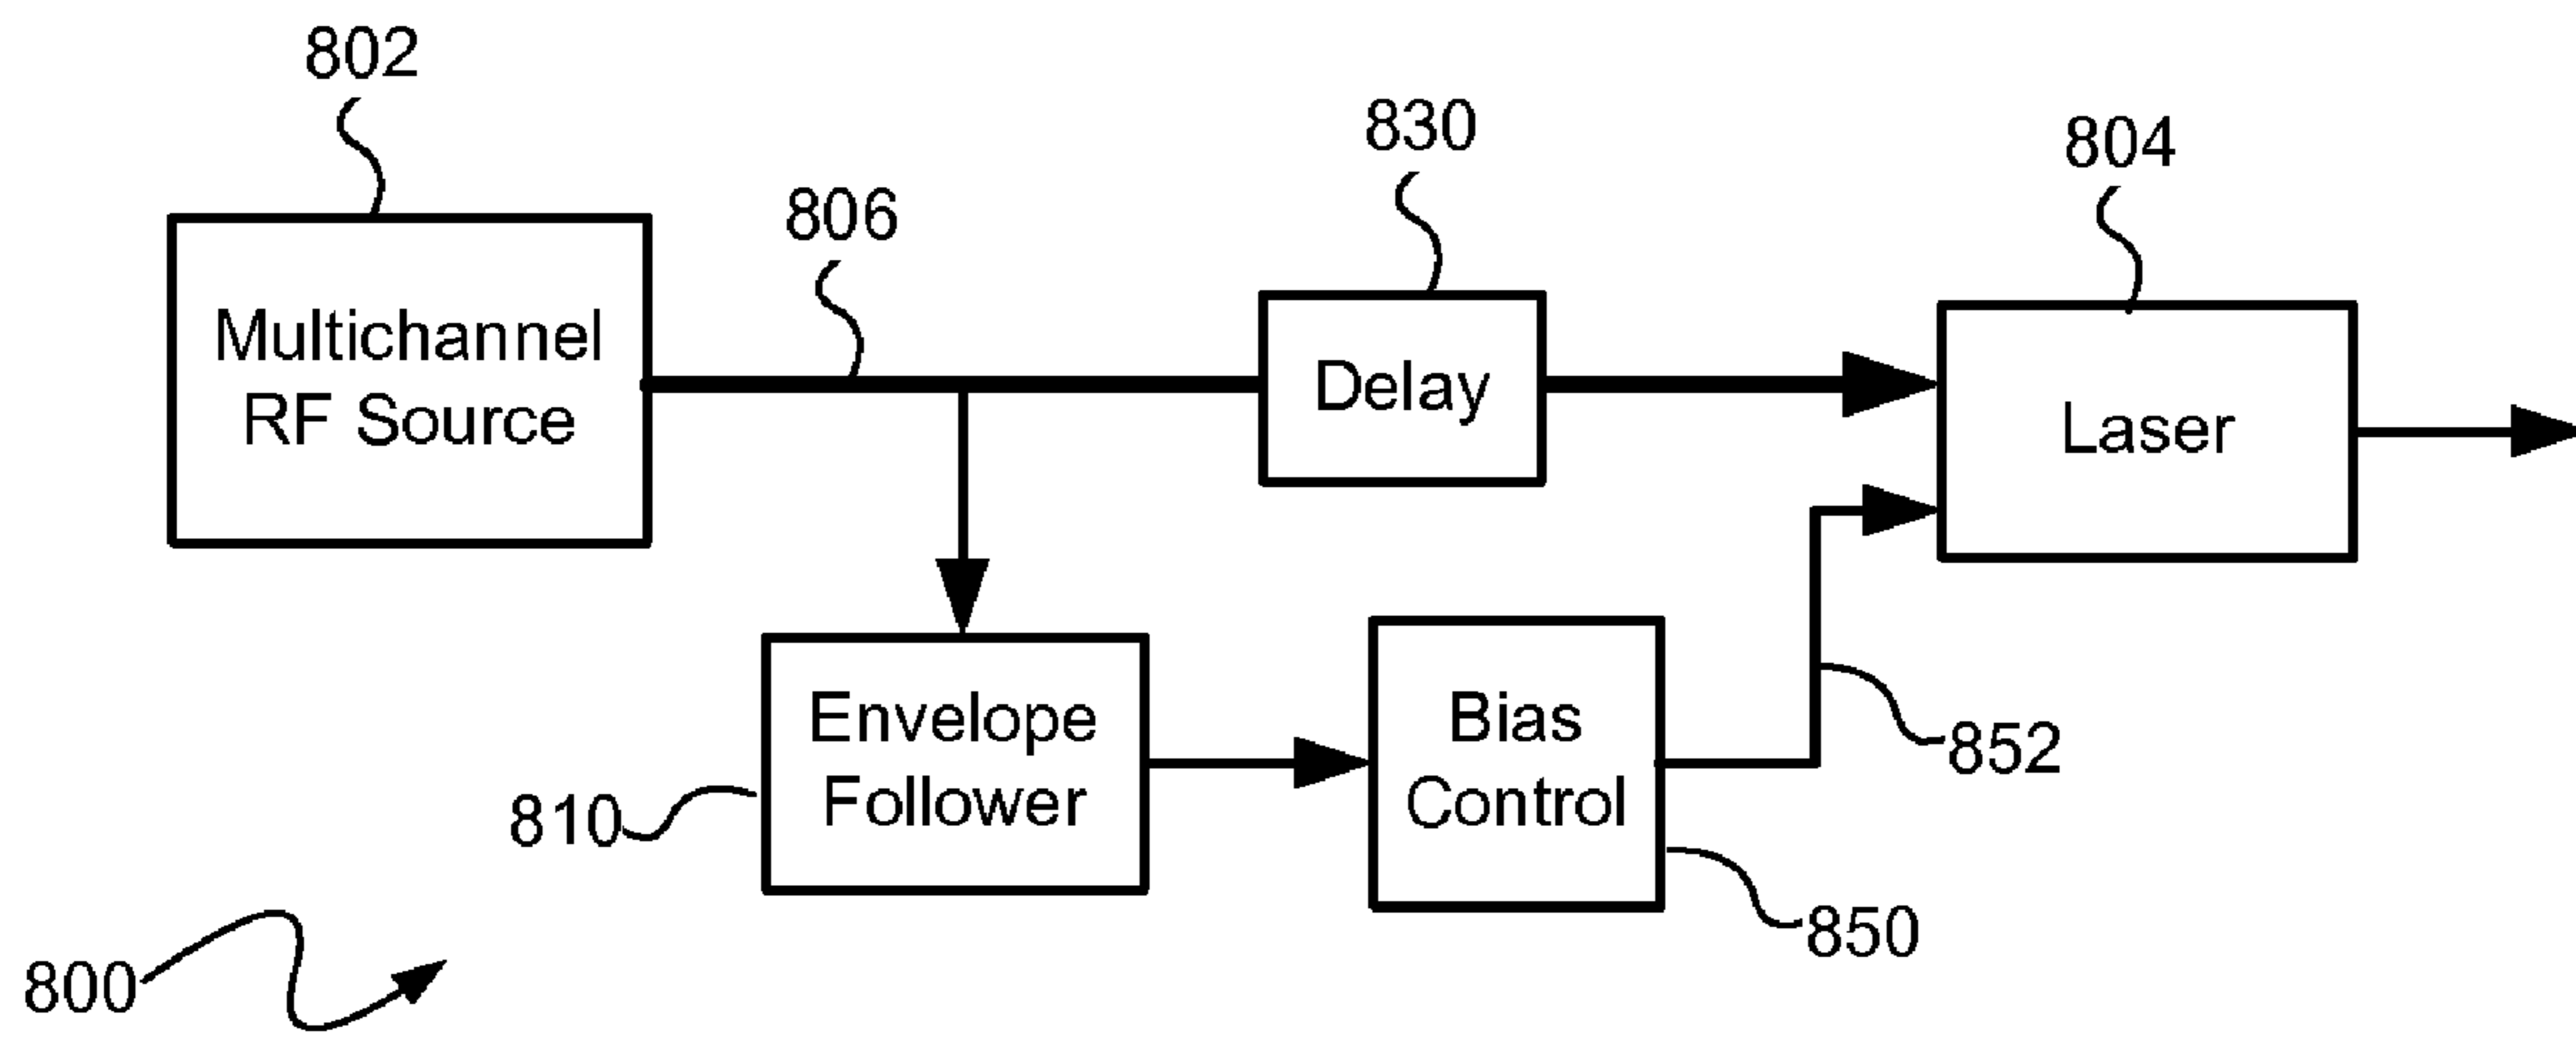 802
830
804
806
Multichannel
RF Source
Delay
Laser
Envelope
Follower
Bias
Control
852
810
850
800